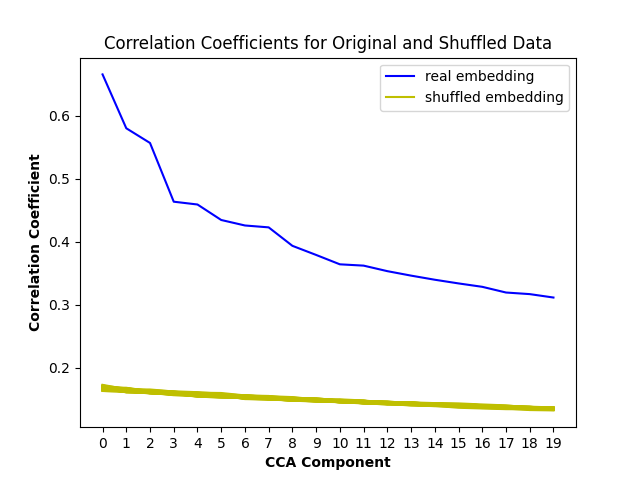 Correlation Coefficients for Original and Shuffled Data
real embedding
shuffled embedding
Correlation Coefficient
0.6
0.5
0.4
0.3
0.2
0 1 2 3 4 5 6 7 8 9 10 11 12 13 14 15 16 17 18 19
CCA Component